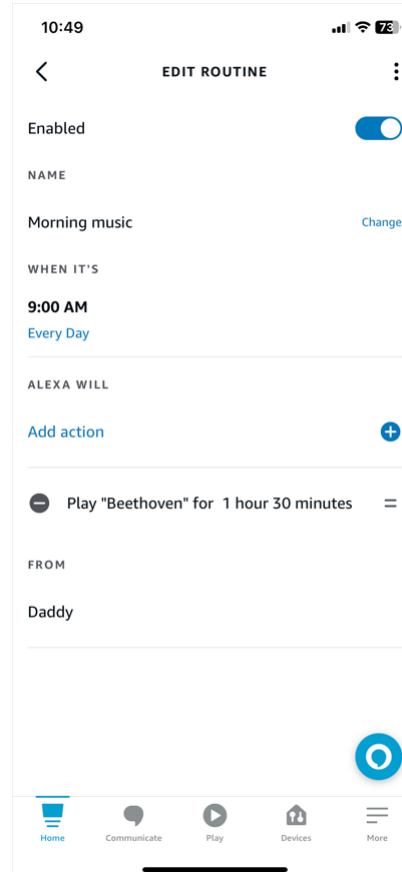 10:49
73
EDIT ROUTINE
Enabled
NAME
Morning music
Change
WHEN IT'S
9:00 AM
Every Day
ALEXA WILL
Add action
Play "Beethoven" for 1 hour 30 minutes
FROM
Daddy
Home
Communicate
Play
Devices
More